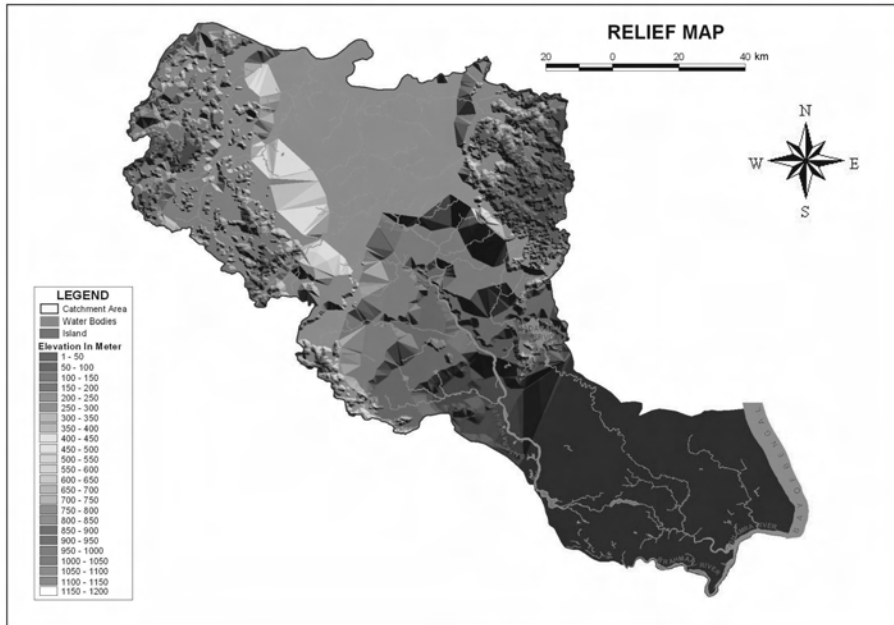 RELIEF MAP
20 0 20 40 km
N
W E
S
LEGEND
Catchment Area
Water Bodies
Island
Elevation In Meter
1 - 50
50 - 100
100 - 150
150 - 200
200 - 250
250 - 300
300 - 350
350 - 400
400 - 450
450 - 500
500 - 550
550 - 600
600 - 650
650 - 700
700 - 750
750 - 800
800 - 850
850 - 900
900 - 950
950 - 1000
1000 - 1050
1050 - 1100
1100 - 1150
1150 - 1200
RIVER
RIVER